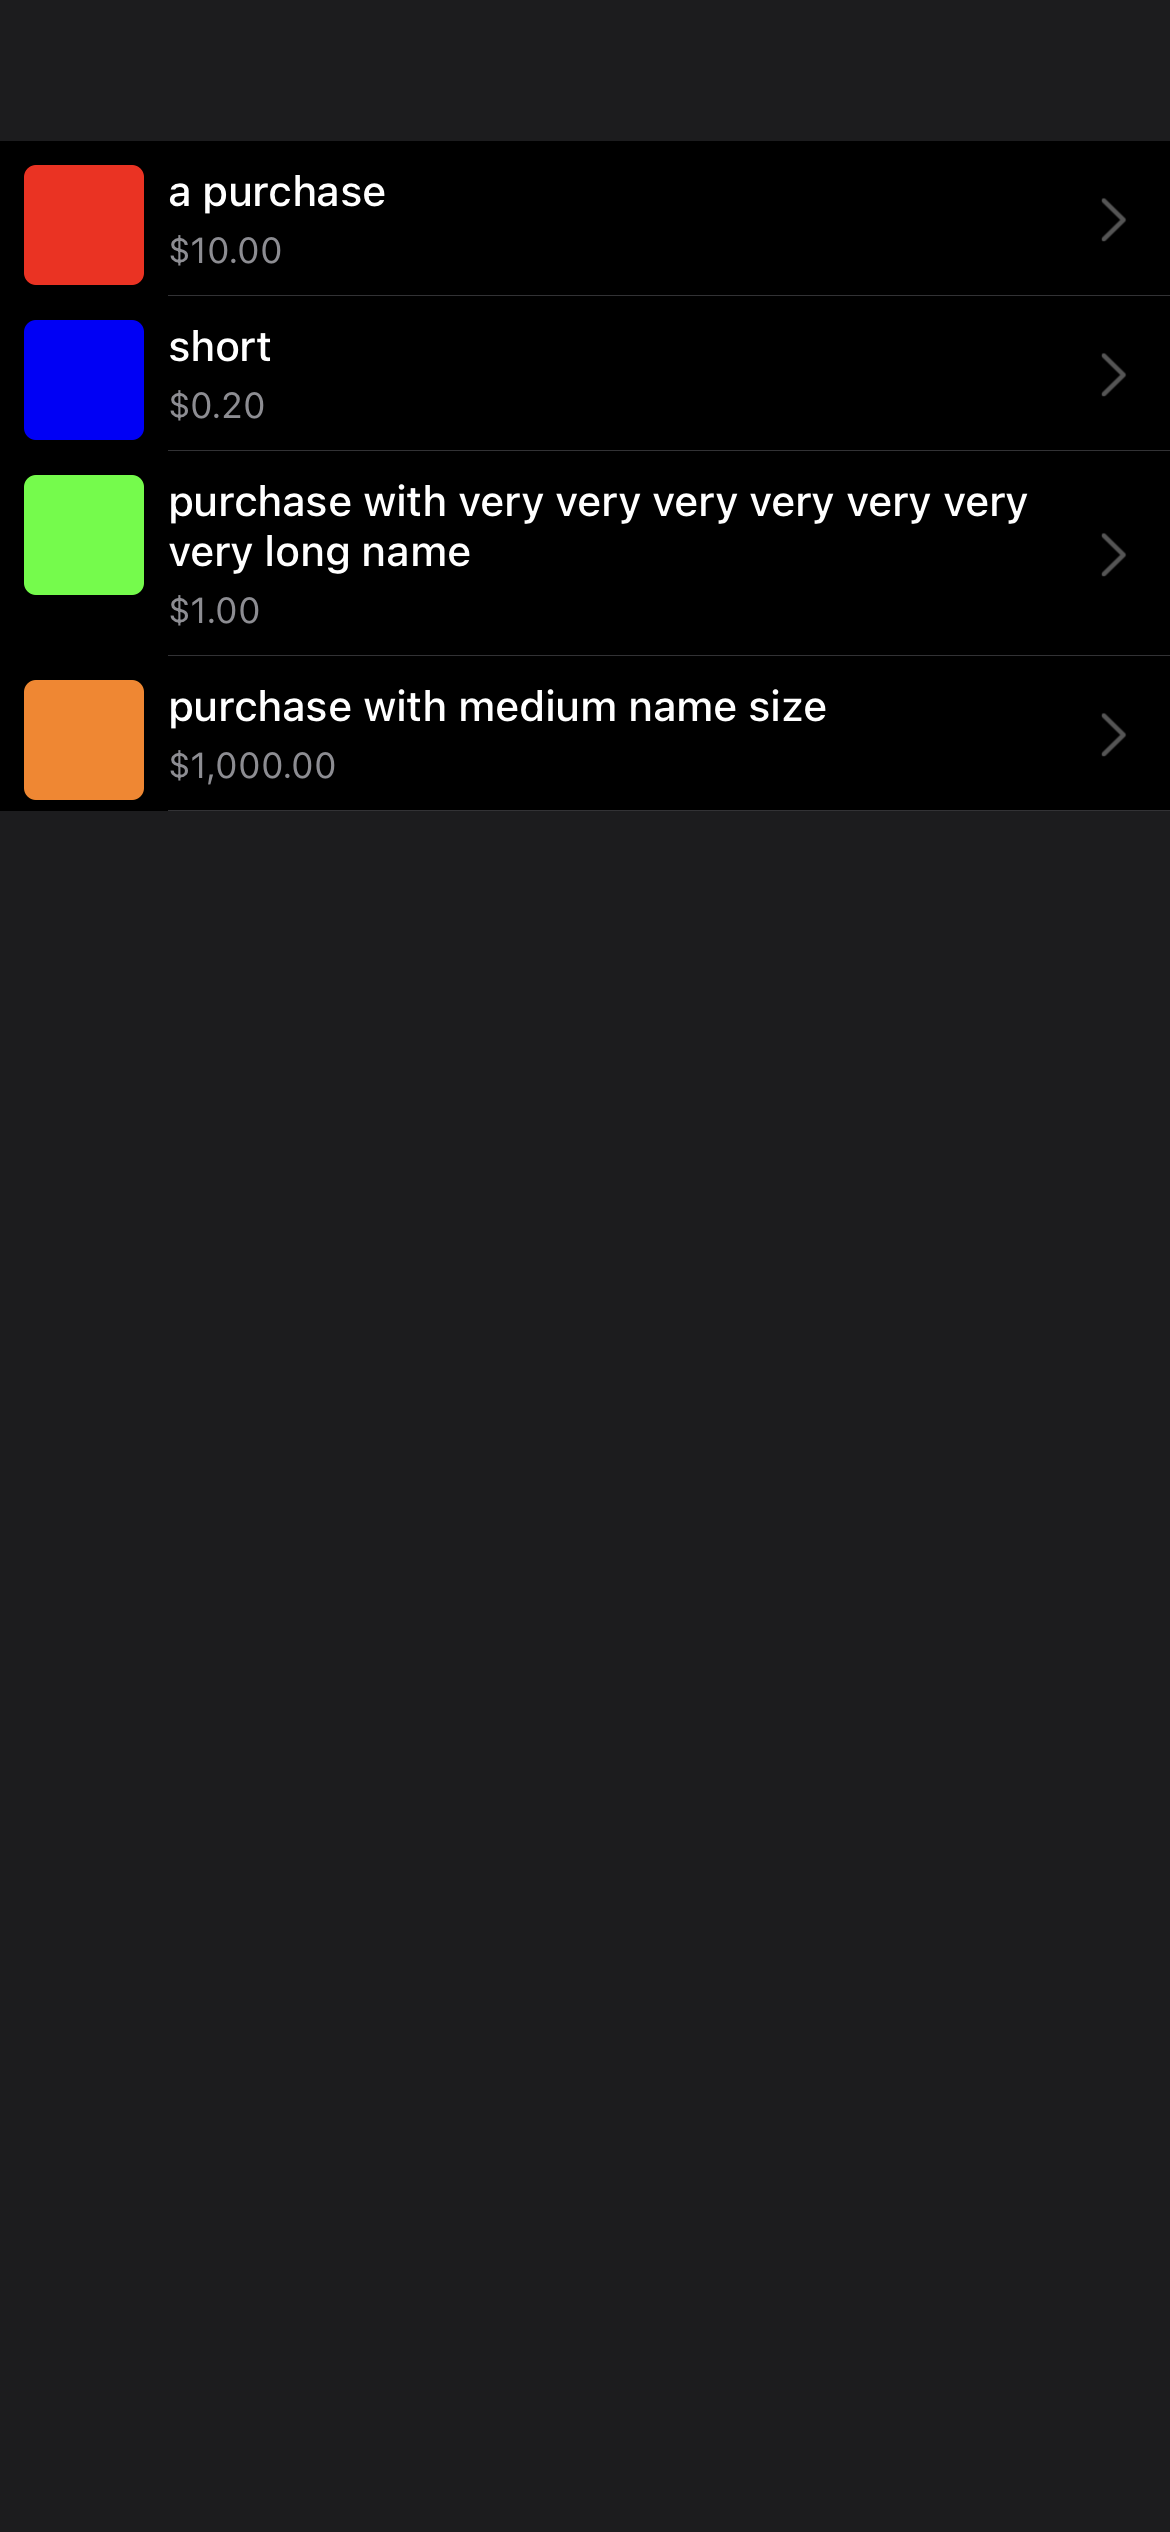 a purchase
$10.00
short
$0.20
purchase with very very very very very very
very long name
$1.00
purchase with medium name size
$1,000.00